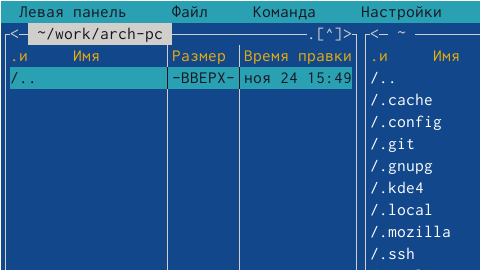 Левая панель Файл Команда Настройки
<— ~/work/arch-pc .[^]> <— ~
.и Имя Размер Время правки .и Имя
/.. -ВВЕРХ- ноя 24 15:49 /..
/.cache
/.config
/.git
/.gnupg
/.kde4
/.local
/.mozilla
/.ssh